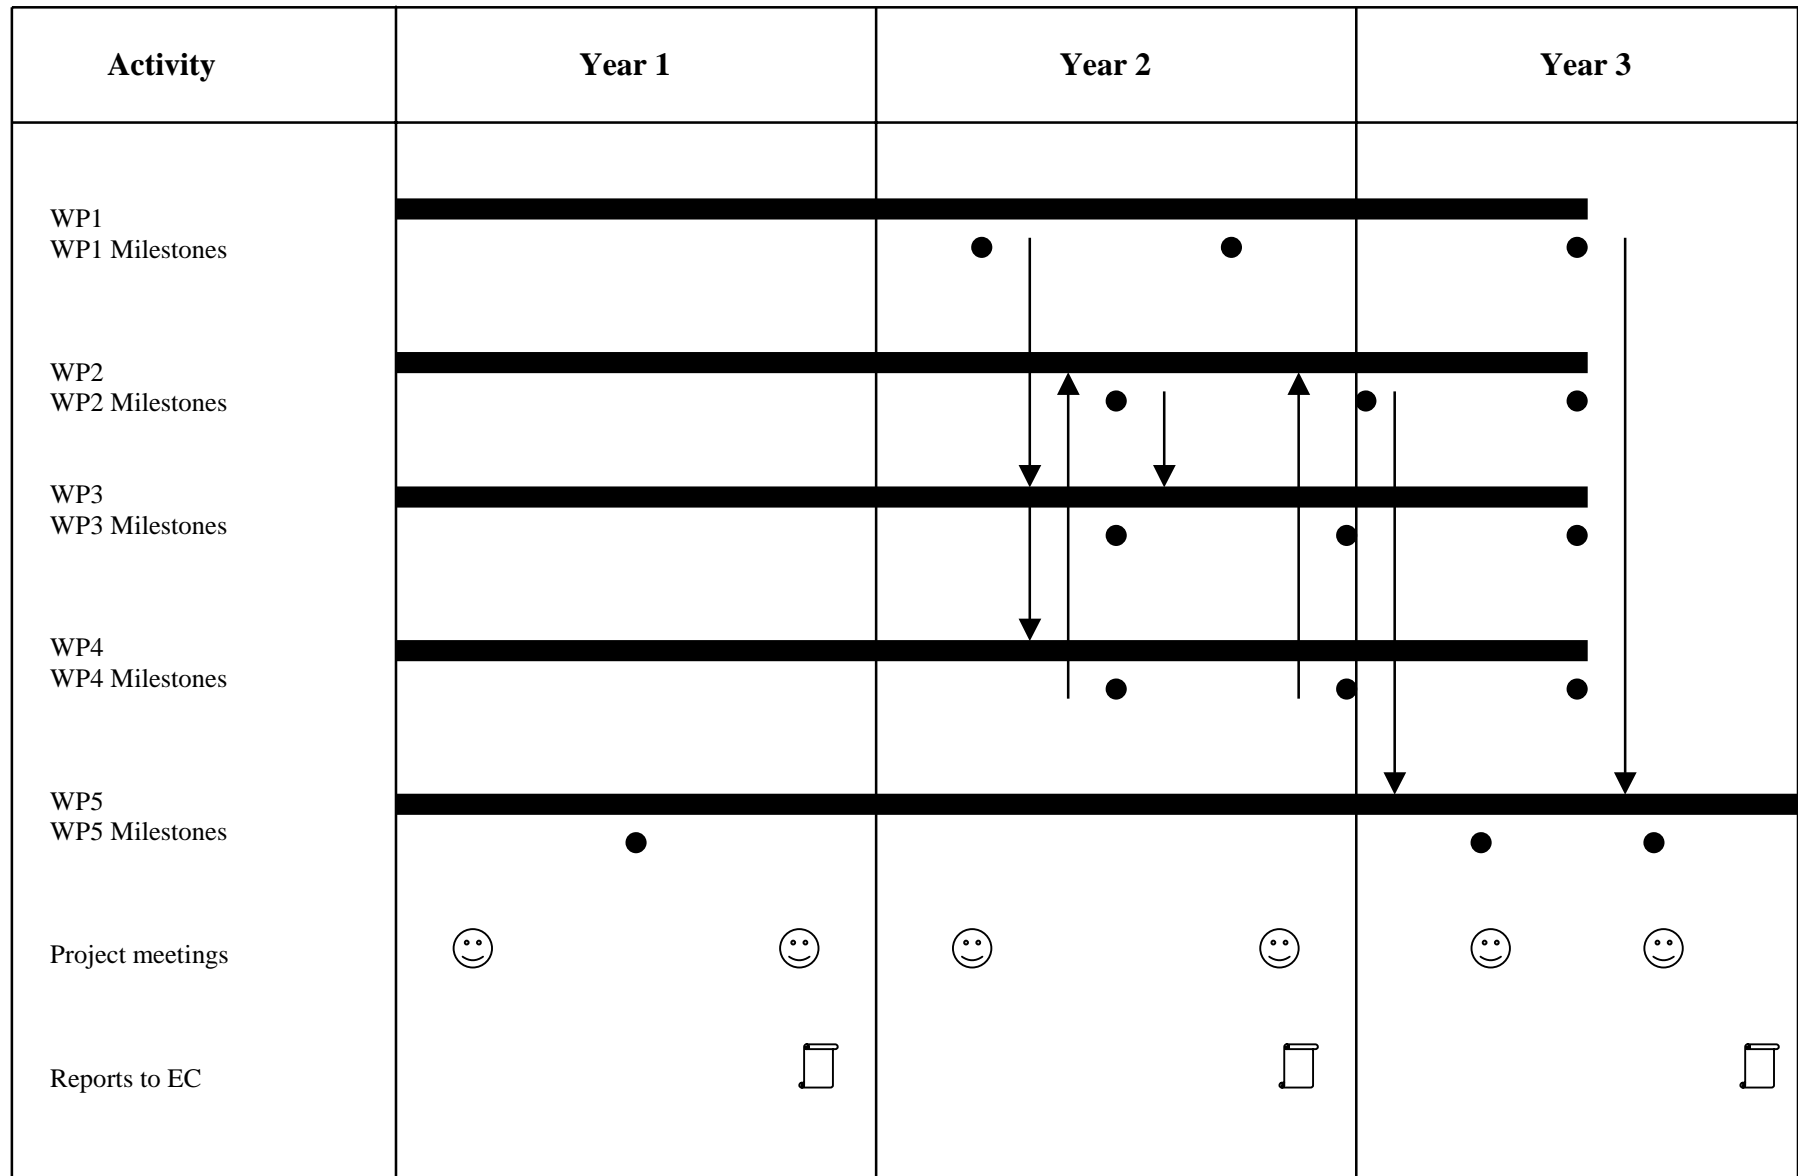 Activity Year 1 Year 2 Year 3
WP1
WP1 Milestones
WP2
WP2 Milestones
WP3
WP3 Milestones
WP4
WP4 Milestones
WP5
WP5 Milestones
Project meetings
Reports to EC